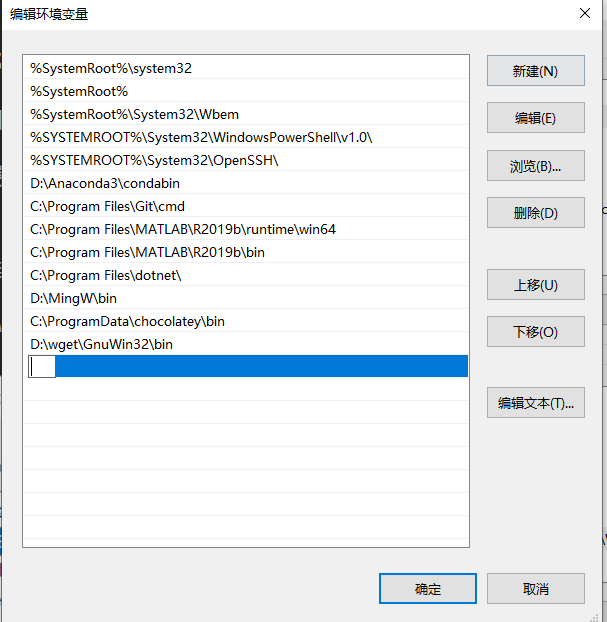 编辑环境变量
%SystemRoot%\system32
%SystemRoot%
%SystemRoot%\System32\Wbem
%SYSTEMROOT%\System32\WindowsPowerShell\v1.0\
%SYSTEMROOT%\System32\OpenSSH\
D:\Anaconda3\condabin
C:\Program Files\Git\cmd
C:\Program Files\MATLAB\R2019b\runtime\win64
C:\Program Files\MATLAB\R2019b\bin
C:\Program Files\dotnet\
D:\MingW\bin
C:\ProgramData\chocolatey\bin
D:\wget\GnuWin32\bin
新建(N)
编辑(E)
浏览(B)...
删除(D)
上移(U)
下移(O)
编辑文本(T)...
确定
取消